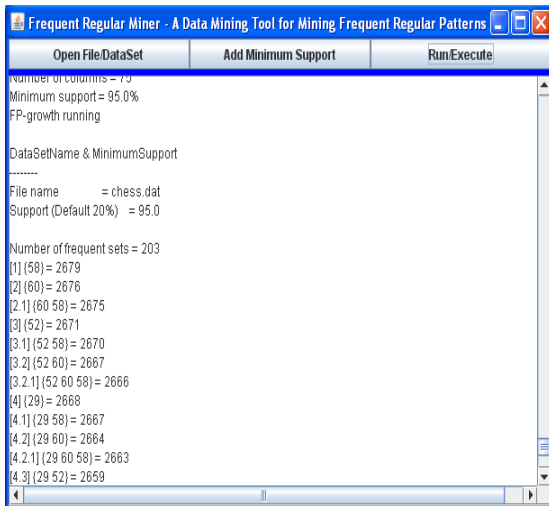 Frequent Regular Miner - A Data Mining Tool for Mining Frequent Regular Patterns
Open File/DataSet Add Minimum Support Run/Execute
Number of columns = 75
Minimum support = 95.0%
FP-growth running
DataSetName & MinimumSupport
--------
File name = chess.dat
Support (Default 20%) = 95.0
Number of frequent sets = 203
[1] {58} = 2679
[2] {60} = 2676
[2.1] {60 58} = 2675
[3] {52} = 2671
[3.1] {52 58} = 2670
[3.2] {52 60} = 2667
[3.2.1] {52 60 58} = 2666
[4] {29} = 2668
[4.1] {29 58} = 2667
[4.2] {29 60} = 2664
[4.2.1] {29 60 58} = 2663
[4.3] {29 52} = 2659